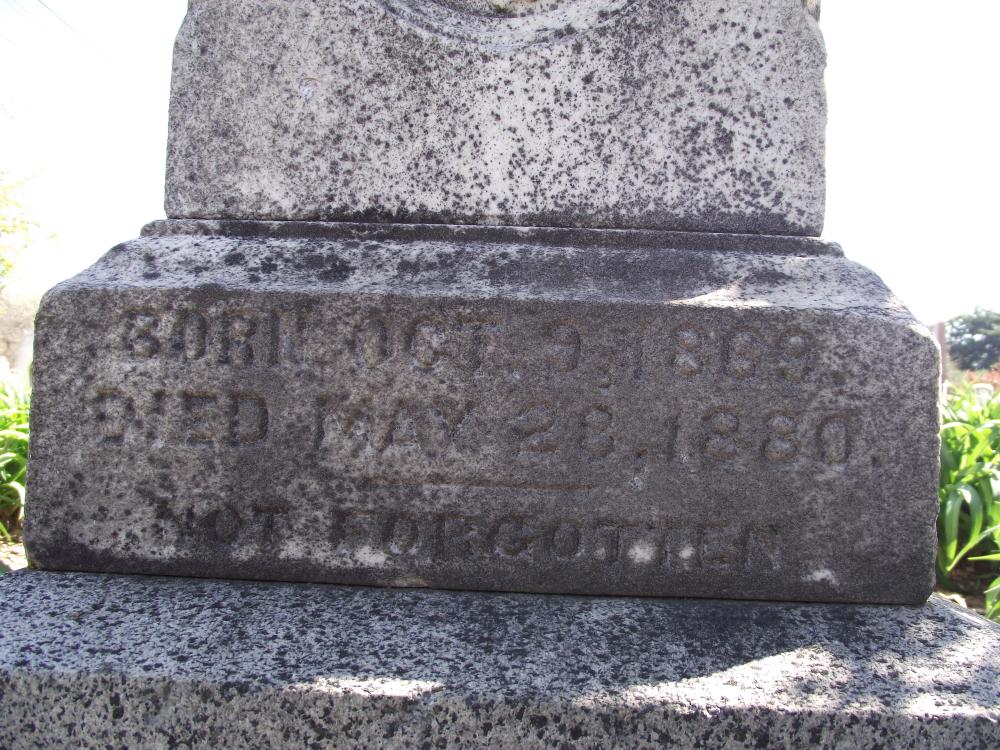 BORN OCT. 9, 1869.
DIED MAY 28, 1880.
NOT FORGOTTEN